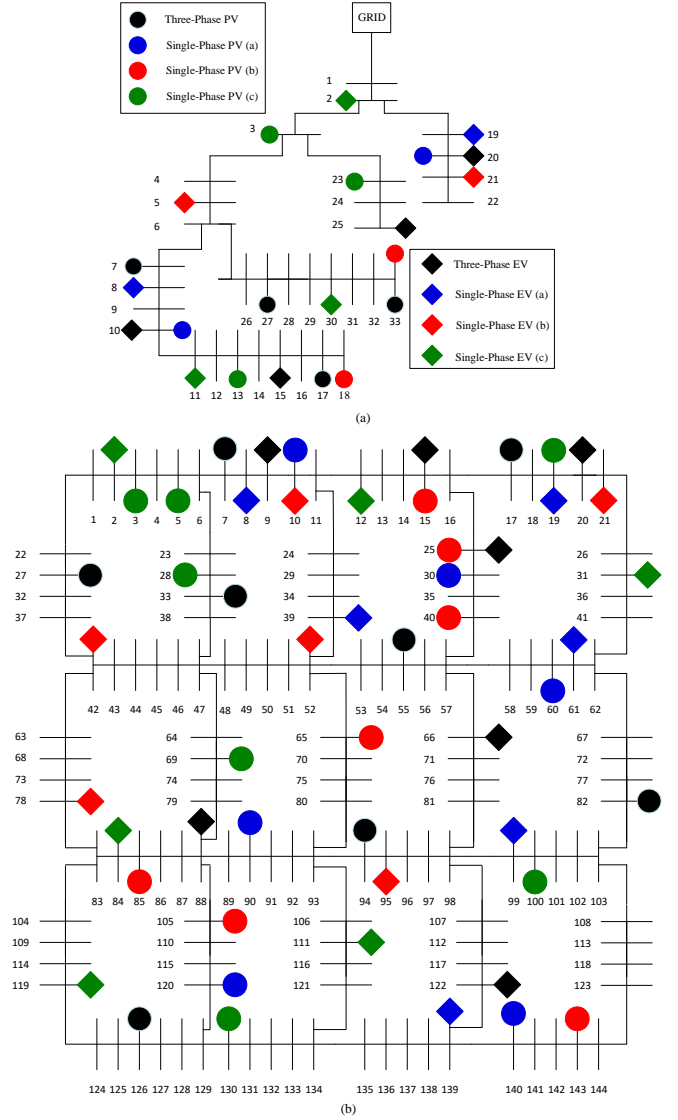 GRID
Three-Phase PV
Single-Phase PV (a)
Single-Phase PV (b)
Single-Phase PV (c)
1
2
3
19
20
21
22
4
5
6
23
24
25
7
8
9
10
26 27 28 29 30 31 32 33
Three-Phase EV
Single-Phase EV (a)
Single-Phase EV (b)
Single-Phase EV (c)
11 12 13 14 15 16 17 18
(a)
1 2 3 4 5 6 7 8 9 10 11 12 13 14 15 16 17 18 19 20 21
22 23 24 25 26
27 28 29 30 31
32 33 34 35 36
37 38 39 40 41
42 43 44 45 46 47 48 49 50 51 52 53 54 55 56 57 58 59 60 61 62
63 64 65 66 67
68 69 70 71 72
73 74 75 76 77
78 79 80 81 82
83 84 85 86 87 88 89 90 91 92 93 94 95 96 97 98 99 100 101 102 103
104 105 106 107 108
109 110 111 112 113
114 115 116 117 118
119 120 121 122 123
124 125 126 127 128 129 130 131 132 133 134 135 136 137 138 139 140 141 142 143 144
(b)